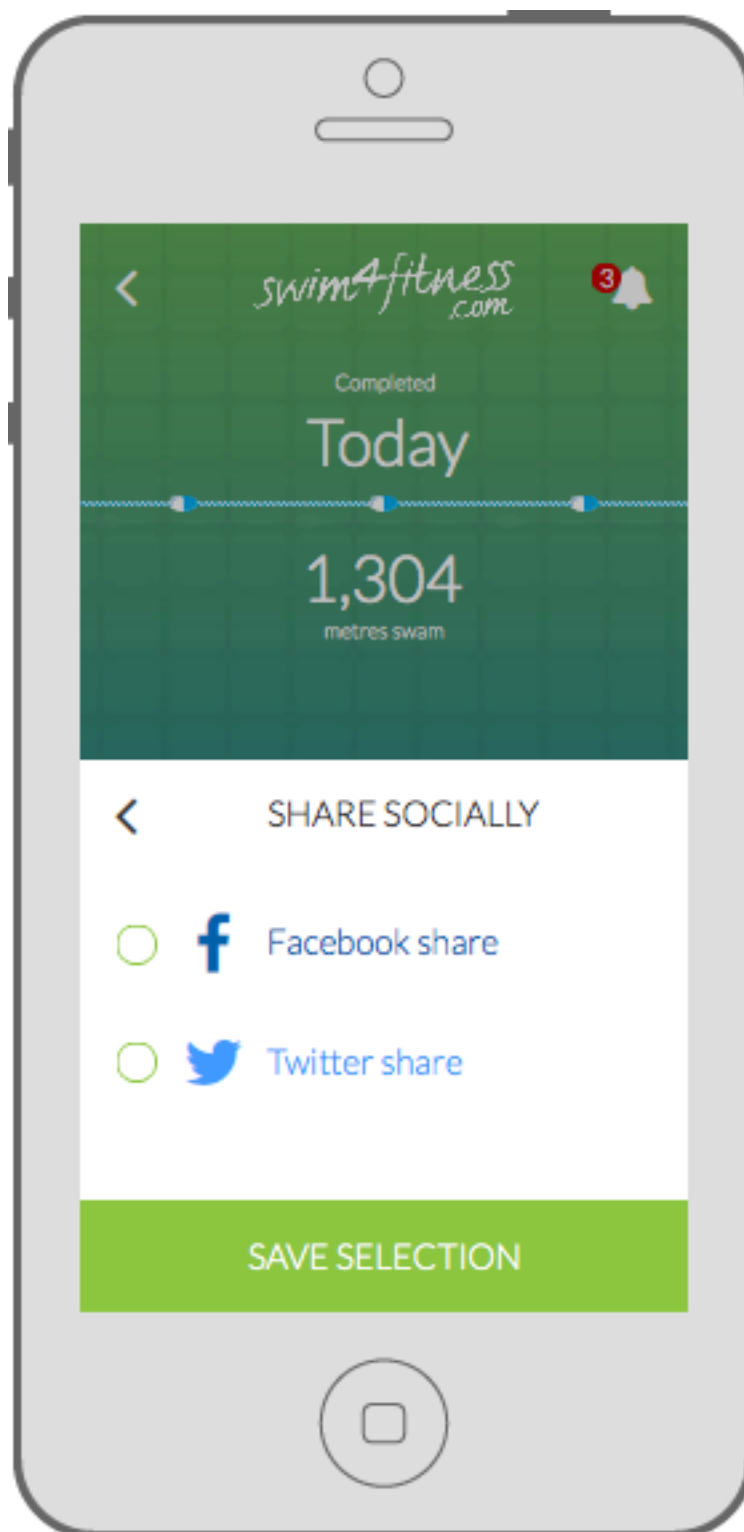 swim4fitness
.com
3
Completed
Today
1,304
metres swam
SHARE SOCIALLY
Facebook share
Twitter share
SAVE SELECTION